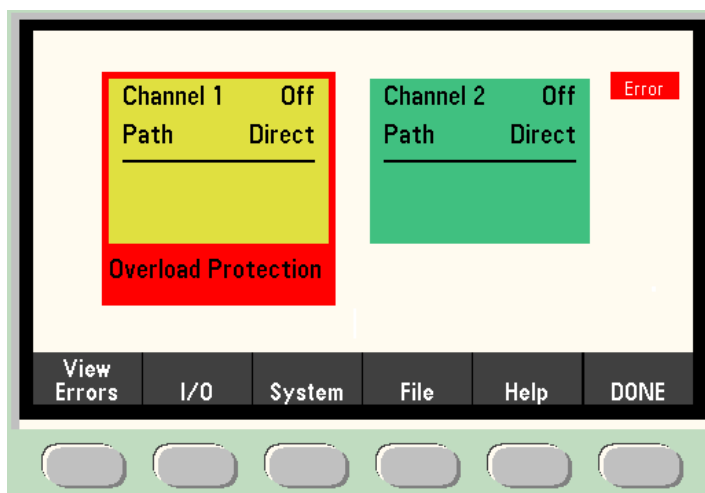 Channel 1 Off
Path Direct
Overload Protection
Channel 2 Off
Path Direct
Error
View
Errors I/O System File Help DONE